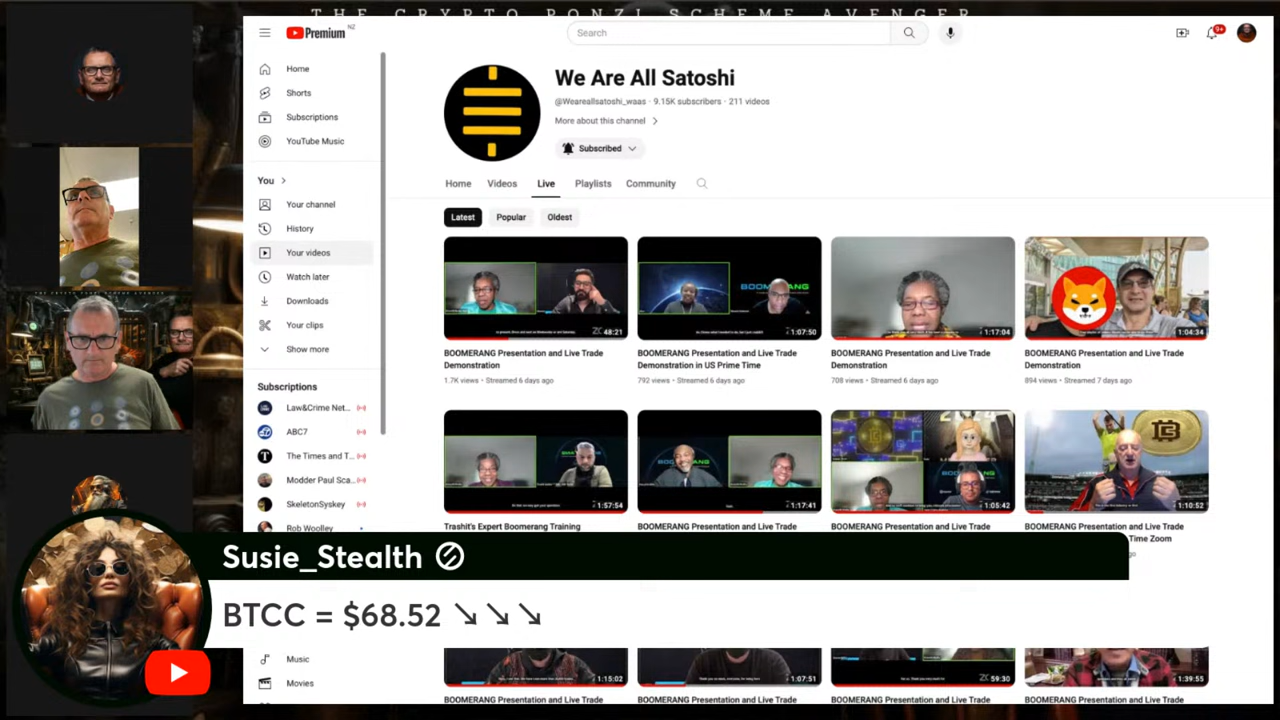 THE CRYPTO PONZI SCHEME AVENGER
Premium NZ
Search
9+
Home
Shorts
Subscriptions
YouTube Music
You
Your channel
History
Your videos
Watch later
Downloads
Your clips
Show more
Subscriptions
Law&Crime Net...
ABC7
The Times and T...
Modder Paul Sca...
SkeletonSyskey
Rob Woolley
Music
Movies
We Are All Satoshi
@Weareallsatoshi_waas · 9.15K subscribers · 211 videos
More about this channel
Subscribed
Home Videos Live Playlists Community
Latest Popular Oldest
48:21
BOOMERANG Presentation and Live Trade
Demonstration
1.7K views • Streamed 6 days ago
1:07:50
BOOMERANG Presentation and Live Trade
Demonstration in US Prime Time
792 views • Streamed 6 days ago
1:17:04
BOOMERANG Presentation and Live Trade
Demonstration
708 views • Streamed 6 days ago
1:04:34
BOOMERANG Presentation and Live Trade
Demonstration
894 views • Streamed 7 days ago
1:57:54
Trashit's Expert Boomerang Training
1:17:41
BOOMERANG Presentation and Live Trade
1:05:42
BOOMERANG Presentation and Live Trade
1:10:52
BOOMERANG Presentation and Live Trade
Time Zoom
Susie_Stealth
BTCC = $68.52 ↘↘↘
1:15:02
BOOMERANG Presentation and Live Trade
1:07:51
BOOMERANG Presentation and Live Trade
59:30
BOOMERANG Presentation and Live Trade
1:39:55
BOOMERANG Presentation and Live Trade